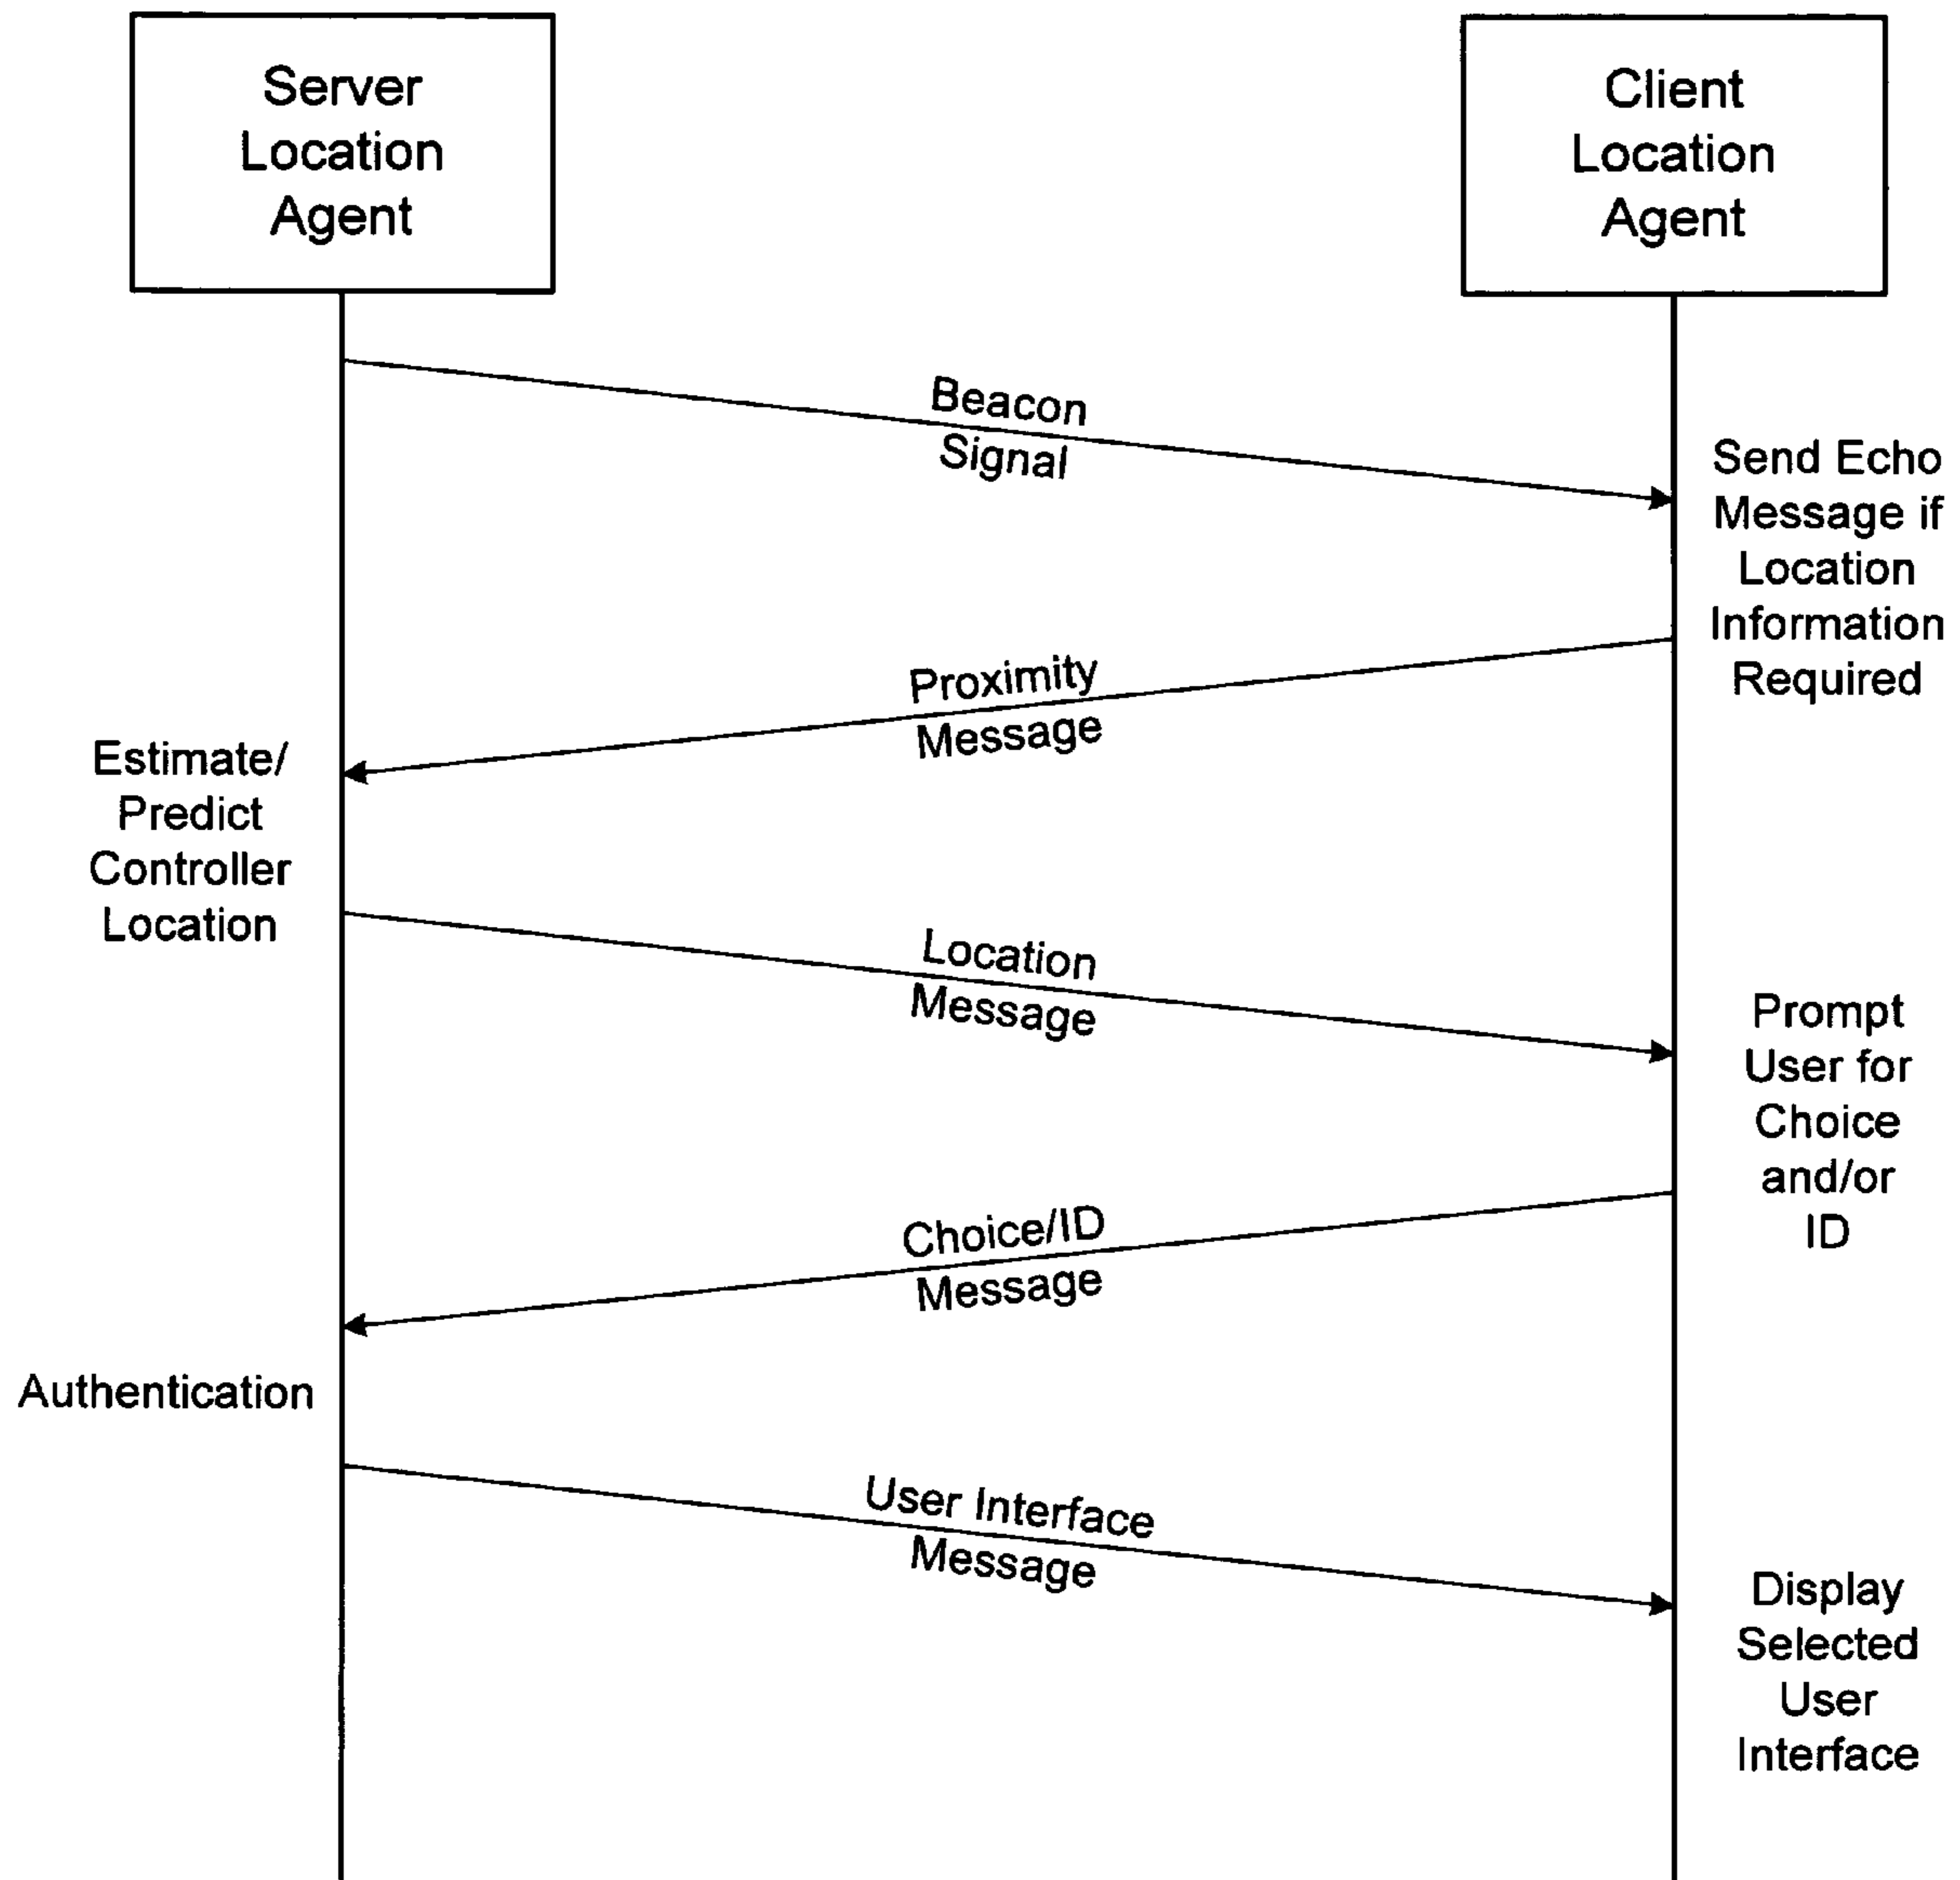 Server
Location
Agent
Client
Location
Agent
Beacon
Signal
Send Echo
Message if
Location
Information
Required
Proximity
Message
Estimate/
Predict
Controller
Location
Location
Message
Prompt
User for
Choice
and/or
ID
Choice/ID
Message
Authentication
User Interface
Message
Display
Selected
User
Interface